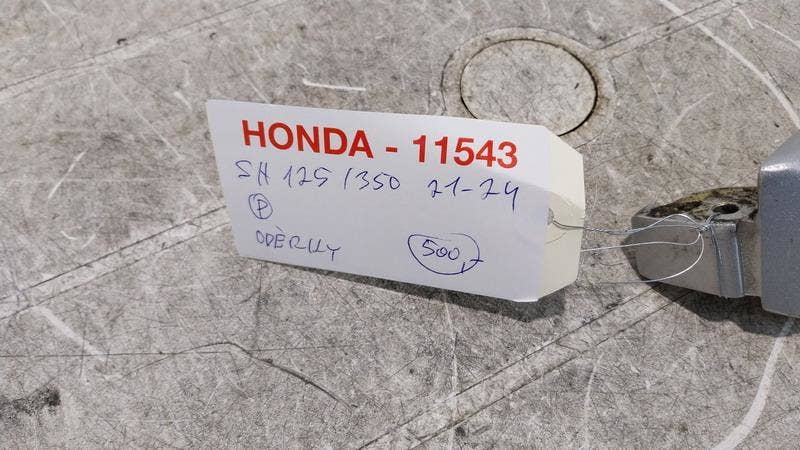 HONDA - 11543
SH 125 / 350 21-24
P
ODĚRKY 500,-